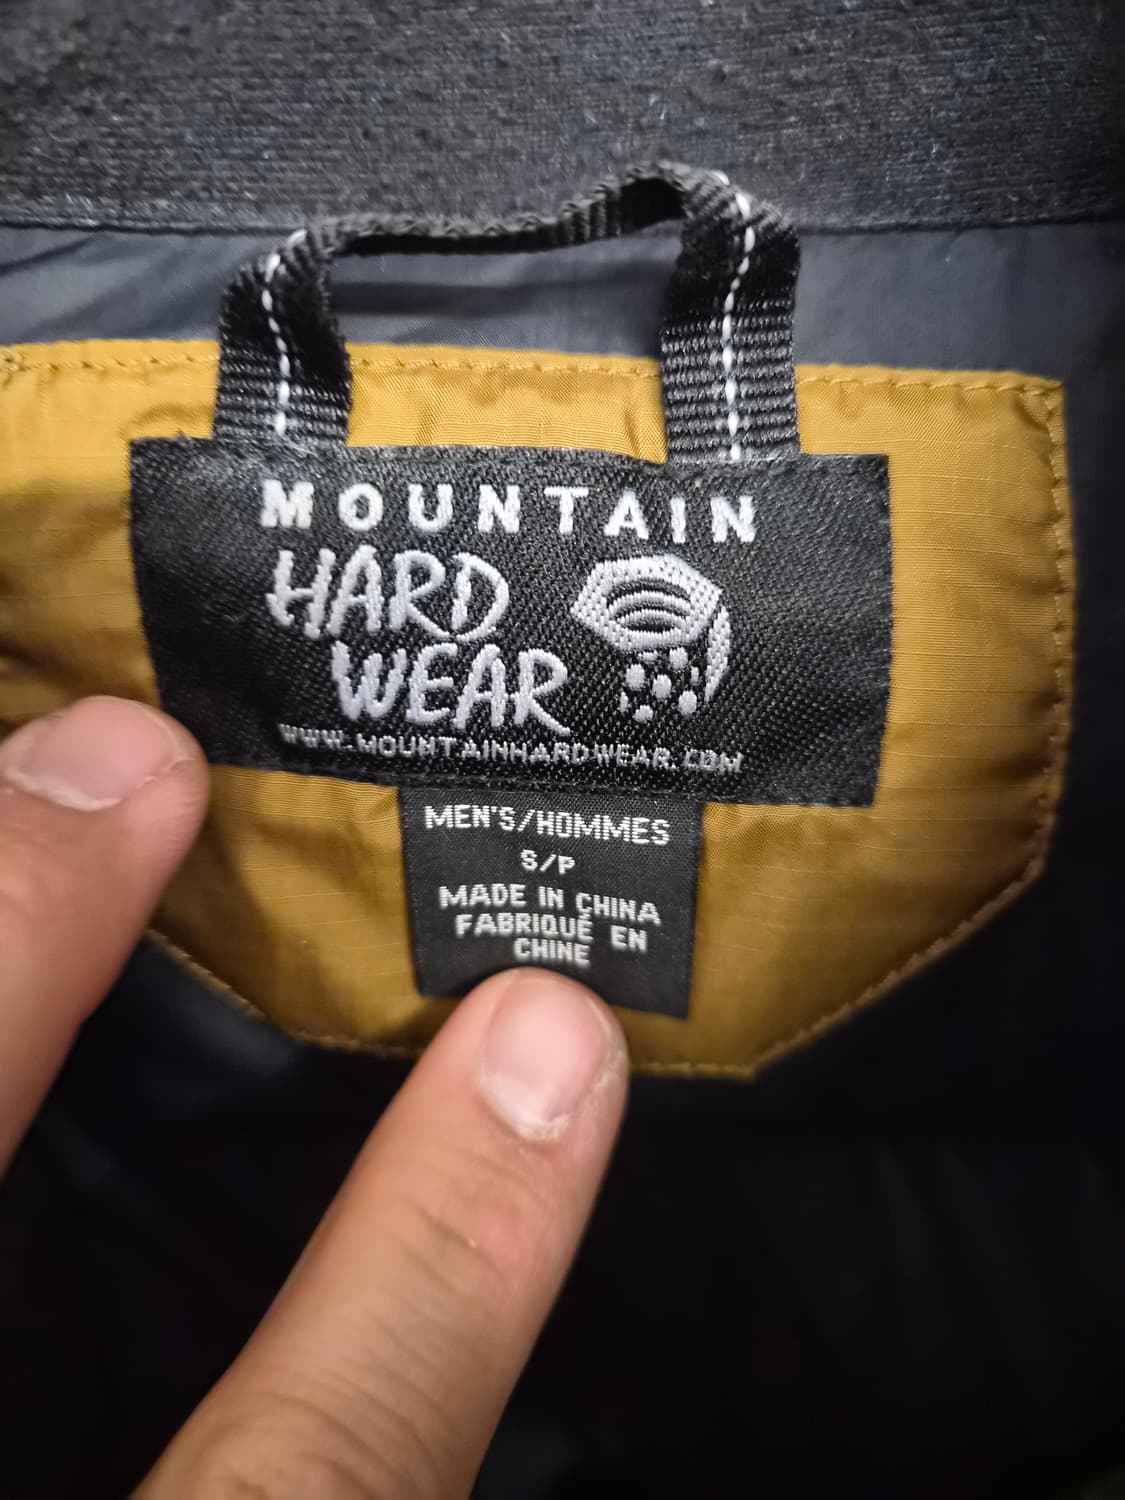 MOUNTAIN
HARD
WEAR
WWW.MOUNTAINHARDWEAR.COM
MEN'S/HOMMES
S/P
MADE IN CHINA
FABRIQUÉ EN
CHINE